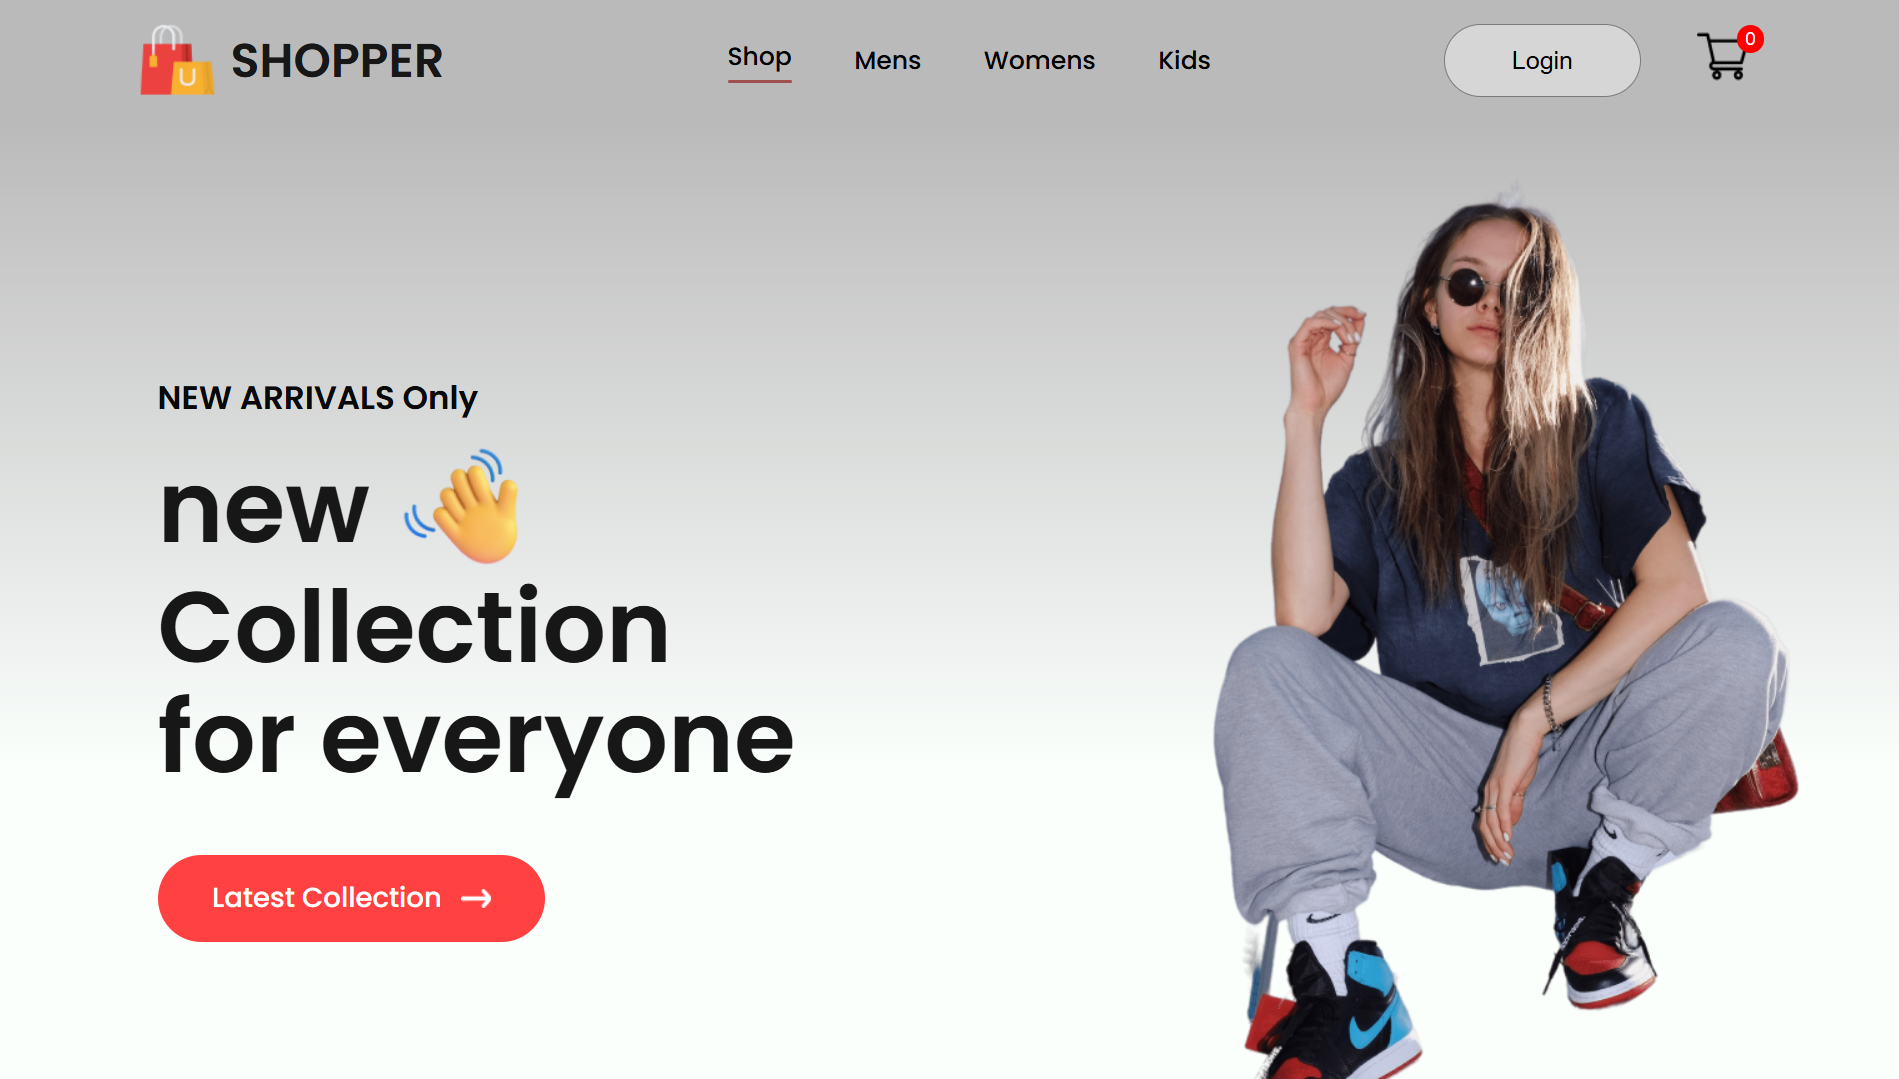 SHOPPER
Shop Mens Womens Kids
Login
0
U
NEW ARRIVALS Only
new 👋
Collection
for everyone
Latest Collection →